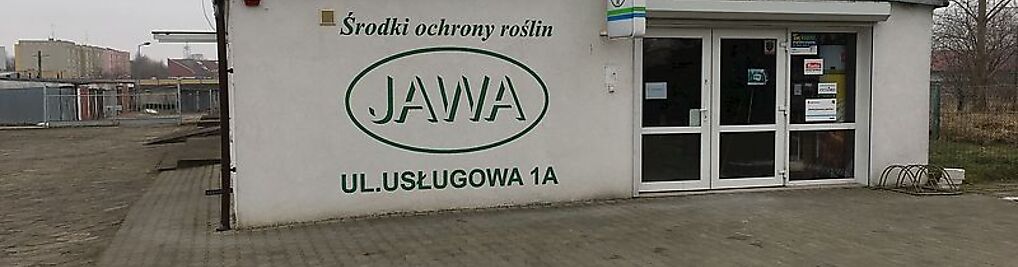 Środki ochrony roślin
JAWA
UL.USŁUGOWA 1A